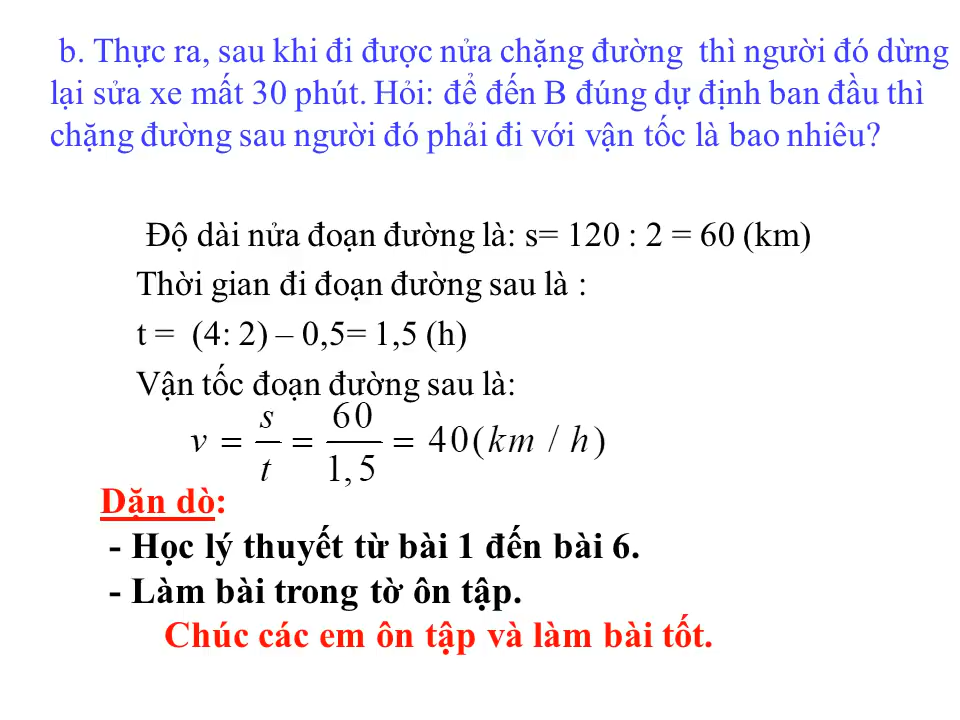 b. Thực ra, sau khi đi được nửa chặng đường thì người đó dừng
lại sửa xe mất 30 phút. Hỏi: để đến B đúng dự định ban đầu thì
chặng đường sau người đó phải đi với vận tốc là bao nhiêu?
Độ dài nửa đoạn đường là: s= 120 : 2 = 60 (km)
Thời gian đi đoạn đường sau là :
t = (4: 2) – 0,5= 1,5 (h)
Vận tốc đoạn đường sau là:
v = s/t = 60/1,5 = 40(km / h)
Dặn dò:
- Học lý thuyết từ bài 1 đến bài 6.
- Làm bài trong tờ ôn tập.
Chúc các em ôn tập và làm bài tốt.